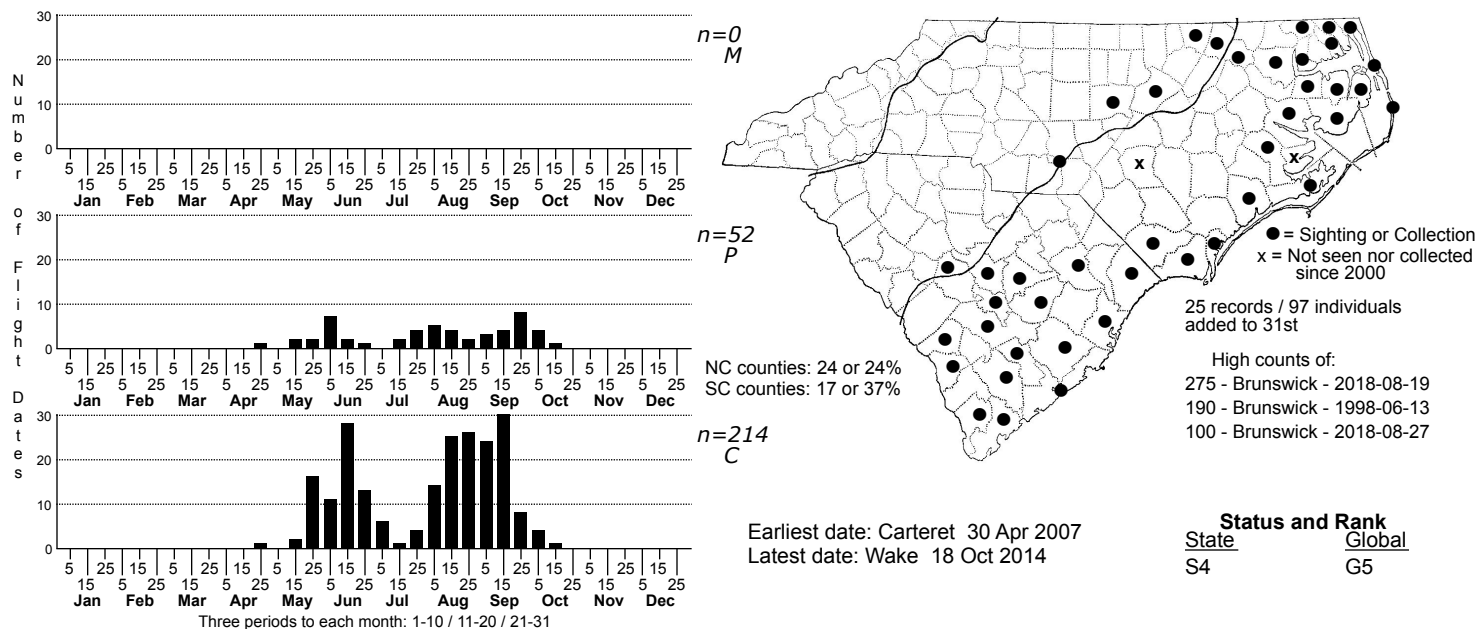 Number of Flight Dates
30
20
10
0
n=0
M
5 25 5 25 5 25 5 25 5 25 5 25
15 15 15 15 15 15 15 15 15 15 15 15
5 25 5 25 5 25 5 25 5 25 5 25
Jan Feb Mar Apr May Jun Jul Aug Sep Oct Nov Dec
30
20
10
0
n=52
P
5 25 5 25 5 25 5 25 5 25 5 25
15 15 15 15 15 15 15 15 15 15 15 15
5 25 5 25 5 25 5 25 5 25 5 25
Jan Feb Mar Apr May Jun Jul Aug Sep Oct Nov Dec
30
20
10
0
n=214
C
5 25 5 25 5 25 5 25 5 25 5 25
15 15 15 15 15 15 15 15 15 15 15 15
5 25 5 25 5 25 5 25 5 25 5 25
Jan Feb Mar Apr May Jun Jul Aug Sep Oct Nov Dec
Three periods to each month: 1-10 / 11-20 / 21-31
x
x
= Sighting or Collection
x = Not seen nor collected
since 2000
25 records / 97 individuals
added to 31st
NC counties: 24 or 24%
SC counties: 17 or 37%
High counts of:
275 - Brunswick - 2018-08-19
190 - Brunswick - 1998-06-13
100 - Brunswick - 2018-08-27
Earliest date: Carteret 30 Apr 2007
Latest date: Wake 18 Oct 2014
Status and Rank
State Global
S4 G5